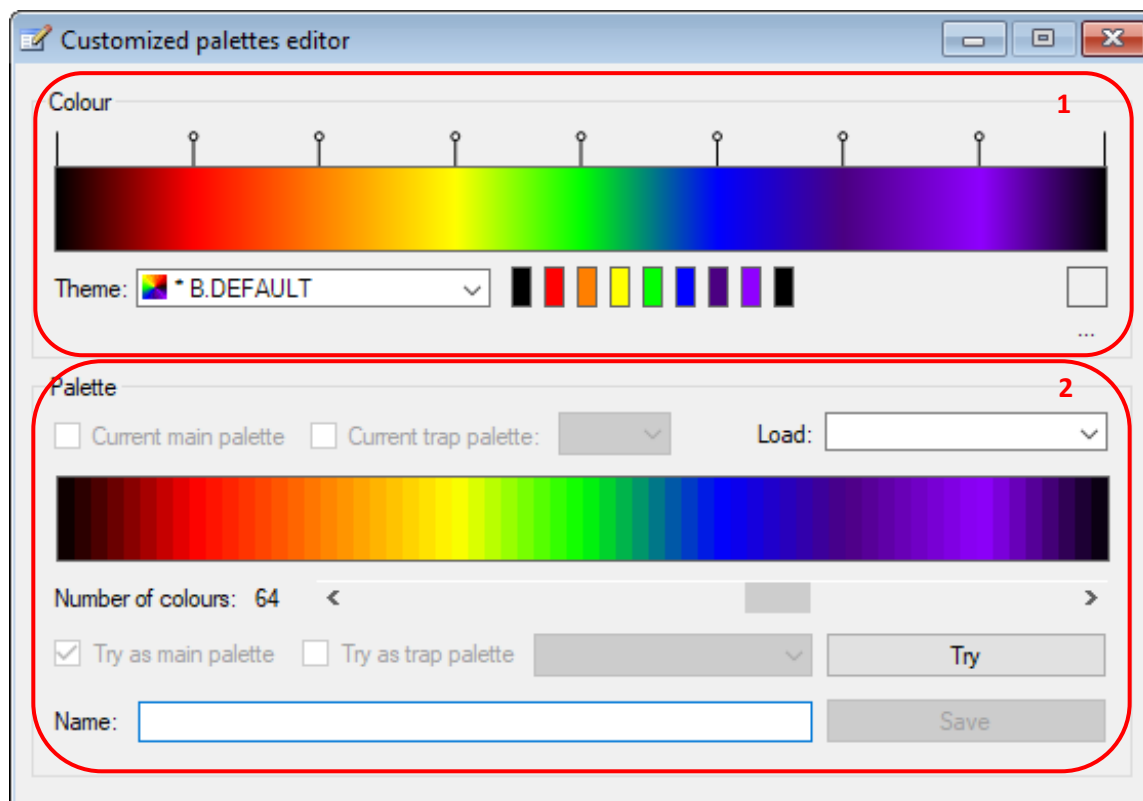 Customized palettes editor
Colour
1
Theme: * B.DEFAULT
...
Palette
2
Current main palette Current trap palette: Load:
Number of colours: 64 < >
Try as main palette Try as trap palette Try
Name: Save